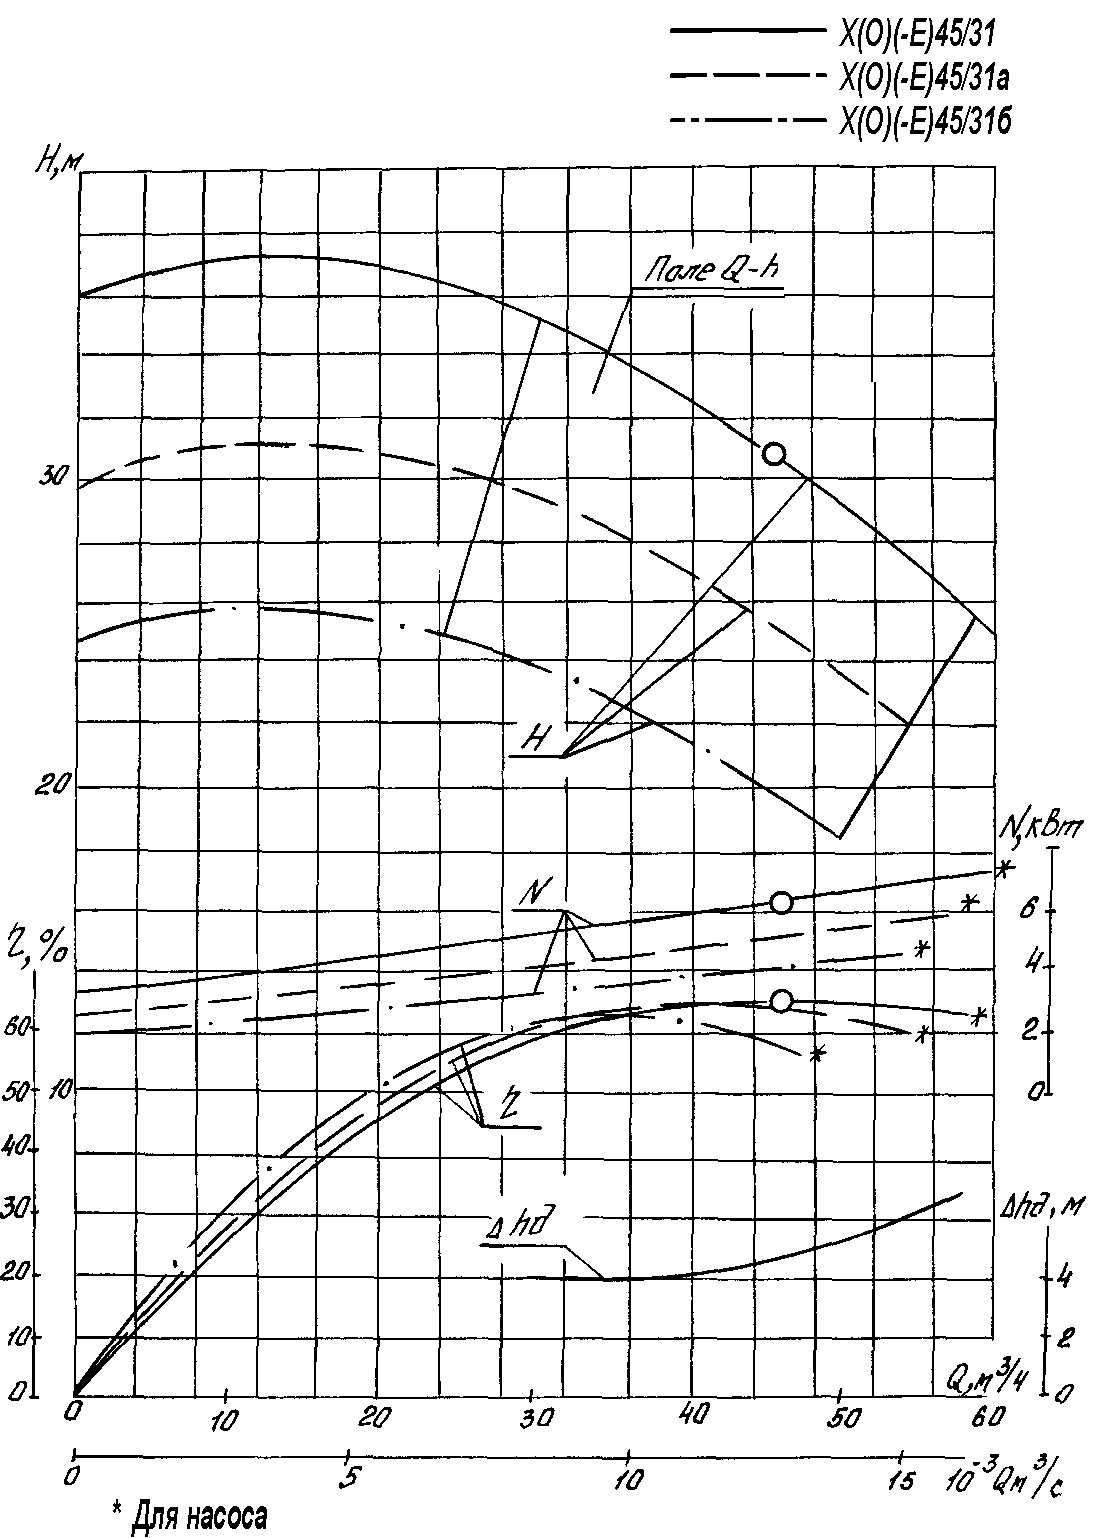 X(O)(-E)45/31
X(O)(-E)45/31а
X(O)(-E)45/31б
H,м
Поле Q-h
30
H
20
N,кВт
N
6
η,%
4
60
2
50
10
0
η
40
30
Δhд
Δhд,м
20
4
10
2
0
Q,м³/ч
0
0
10
20
30
40
50
60
0
5
10
15
10⁻³Qм³/с
* Для насоса